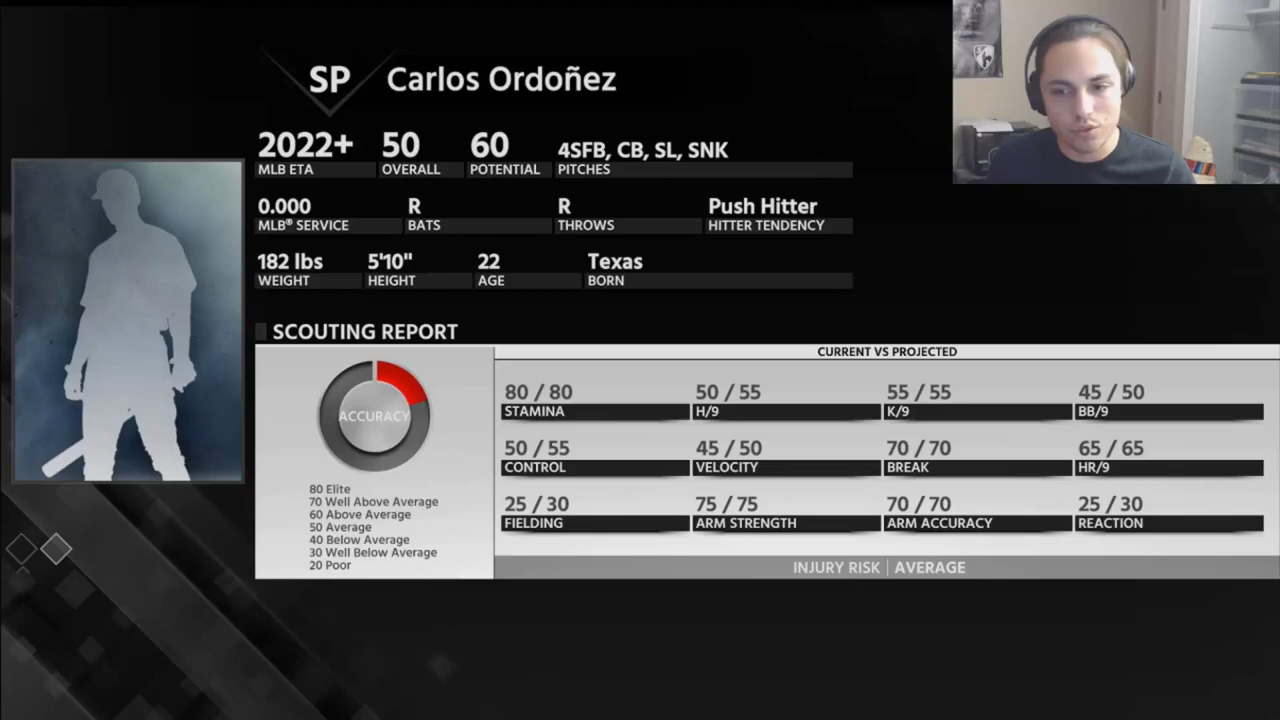 SP Carlos Ordoñez
2022+ 50 60 4SFB, CB, SL, SNK
MLB ETA OVERALL POTENTIAL PITCHES
0.000 R R Push Hitter
MLB® SERVICE BATS THROWS HITTER TENDENCY
182 lbs 5'10" 22 Texas
WEIGHT HEIGHT AGE BORN
SCOUTING REPORT
CURRENT VS PROJECTED
ACCURACY
80 Elite
70 Well Above Average
60 Above Average
50 Average
40 Below Average
30 Well Below Average
20 Poor
80 / 80 50 / 55 55 / 55 45 / 50
STAMINA H/9 K/9 BB/9
50 / 55 45 / 50 70 / 70 65 / 65
CONTROL VELOCITY BREAK HR/9
25 / 30 75 / 75 70 / 70 25 / 30
FIELDING ARM STRENGTH ARM ACCURACY REACTION
INJURY RISK | AVERAGE